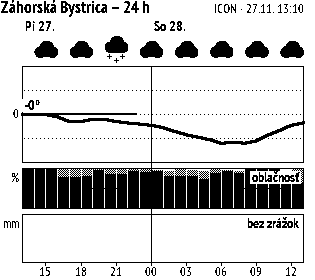 Záhorská Bystrica – 24 h
ICON - 27.11. 13:10
Pi 27.
So 28.
-0°
0
%
oblačnosť
mm
bez zrážok
15 18 21 00 03 06 09 12